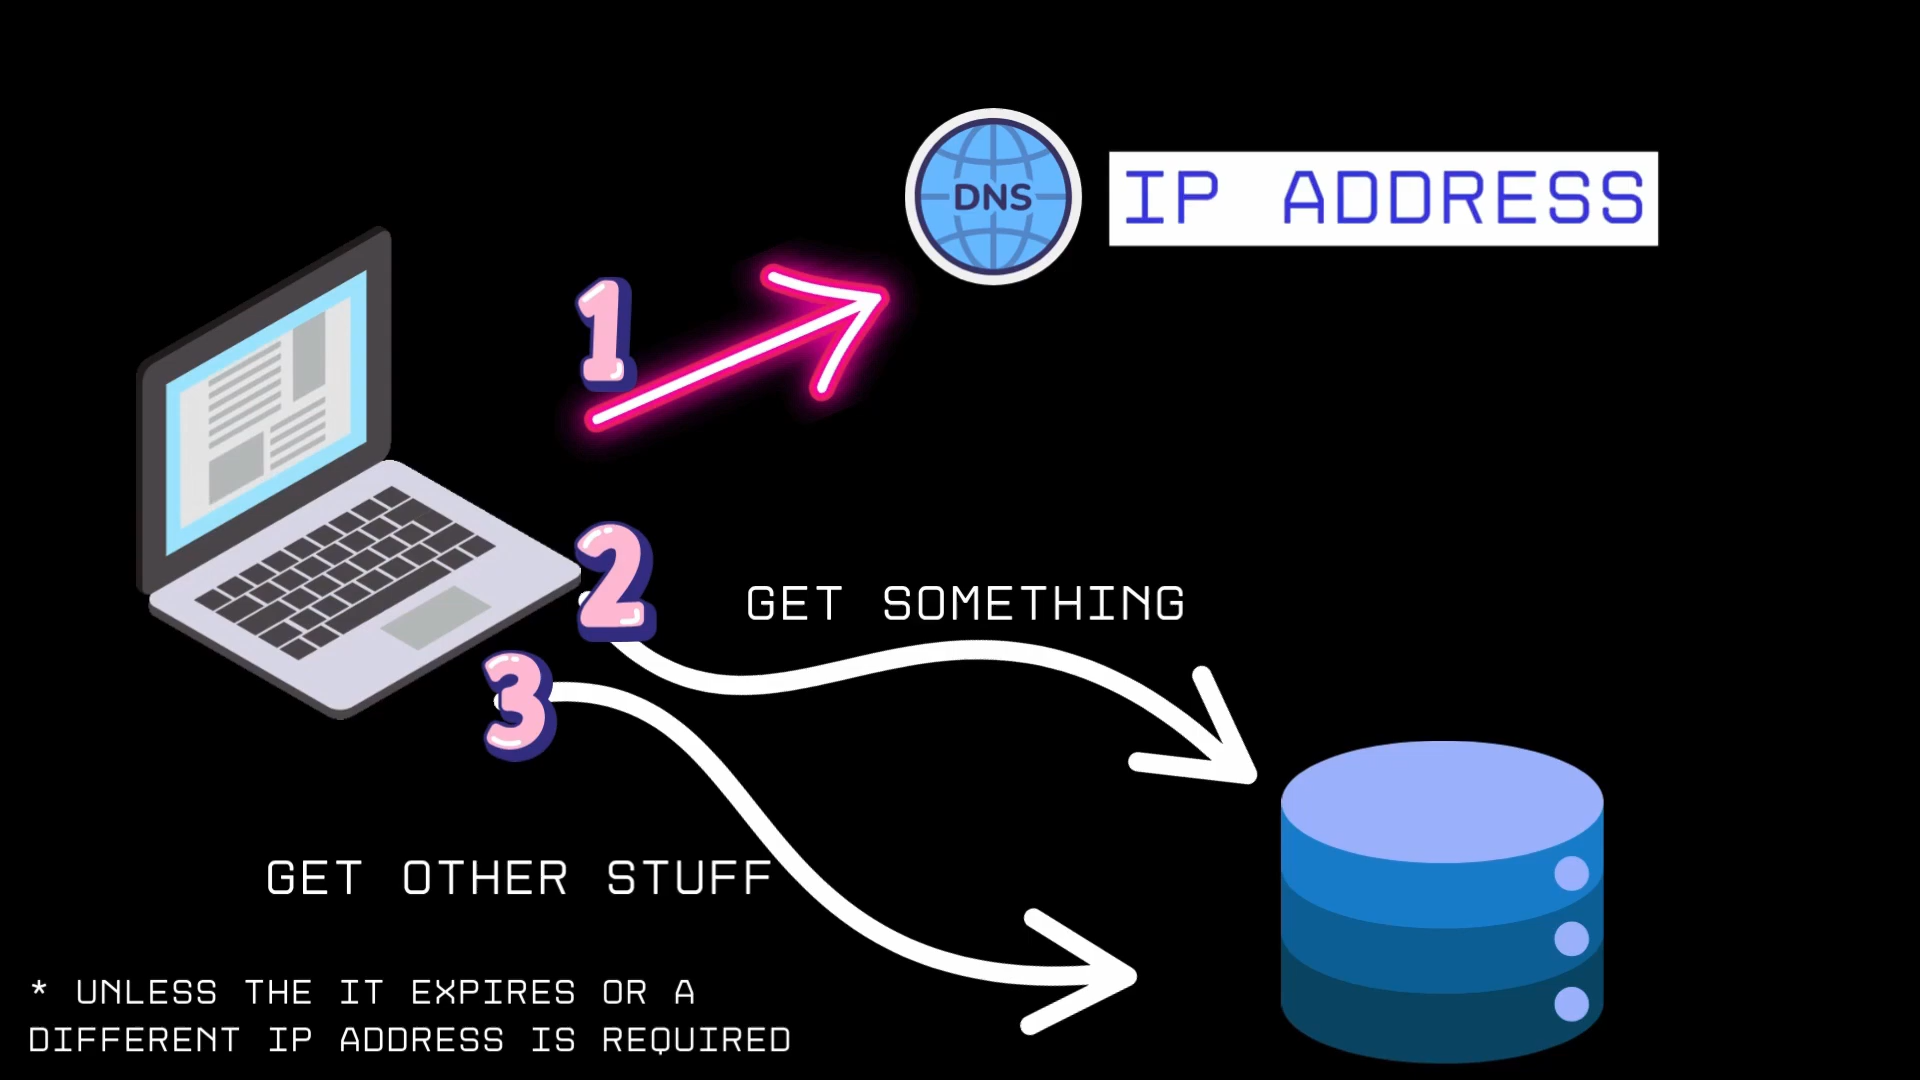 DNS
IP ADDRESS
1
2
GET SOMETHING
3
GET OTHER STUFF
* UNLESS THE IT EXPIRES OR A
DIFFERENT IP ADDRESS IS REQUIRED